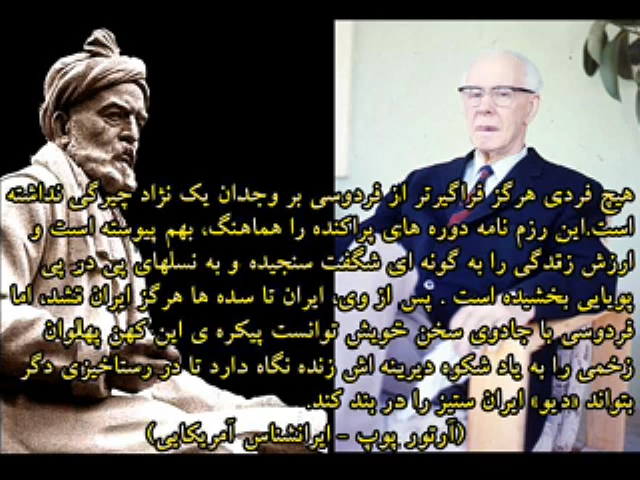 هیچ فردی هرگز فراگیرتر از فردوسی بر وجدان یک نژاد چیرگی نداشته
است.این رزم نامه دوره های پراکنده را هماهنگ، بهم پیوسته است و
ارزش زندگی را به گونه ای شگفت سنجیده و به نسلهای پی در پی
پویایی بخشیده است . پس از وی، ایران تا سده ها هرگز ایران نشد، اما
فردوسی با جادوی سخن خویش توانست پیکره ی این کهن پهلوان
زخمی را به یاد شکوه دیرینه اش زنده نگاه دارد تا در رستاخیزی دگر
بتواند «دیو» ایران ستیز را در بند کند.
(آرتور پوپ - ایرانشناس آمریکایی)